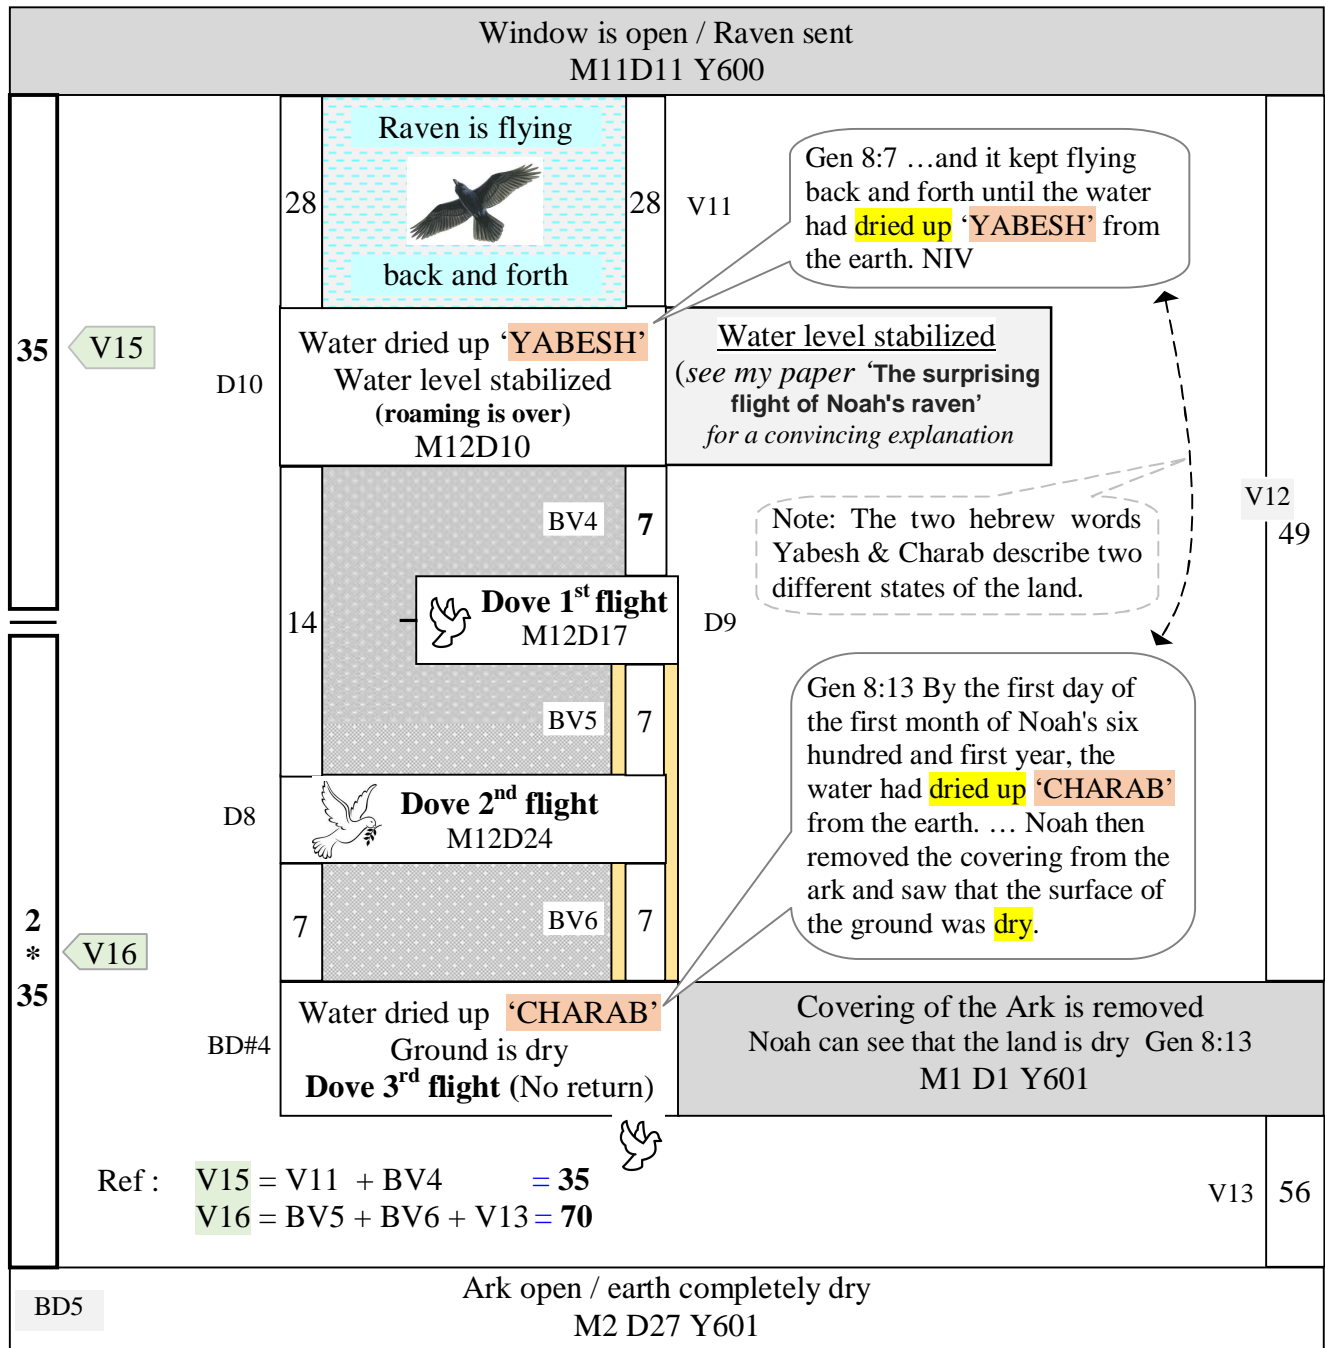 Window is open / Raven sent
M11D11 Y600
Raven is flying
28
28
V11
back and forth
Gen 8:7 …and it kept flying
back and forth until the water
had dried up ‘YABESH’ from
the earth. NIV
35
V15
D10
Water dried up ‘YABESH’
Water level stabilized
(roaming is over)
M12D10
Water level stabilized
(see my paper ‘The surprising
flight of Noah's raven’
for a convincing explanation
V12
49
BV4
7
Note: The two hebrew words
Yabesh & Charab describe two
different states of the land.
14
Dove 1st flight
M12D17
D9
BV5
7
Gen 8:13 By the first day of
the first month of Noah's six
hundred and first year, the
water had dried up ‘CHARAB’
from the earth. … Noah then
removed the covering from the
ark and saw that the surface of
the ground was dry.
D8
Dove 2nd flight
M12D24
7
BV6
7
2
*
35
V16
BD#4
Water dried up ‘CHARAB’
Ground is dry
Dove 3rd flight (No return)
Covering of the Ark is removed
Noah can see that the land is dry Gen 8:13
M1 D1 Y601
Ref : V15 = V11 + BV4 = 35
V16 = BV5 + BV6 + V13 = 70
V13
56
BD5
Ark open / earth completely dry
M2 D27 Y601